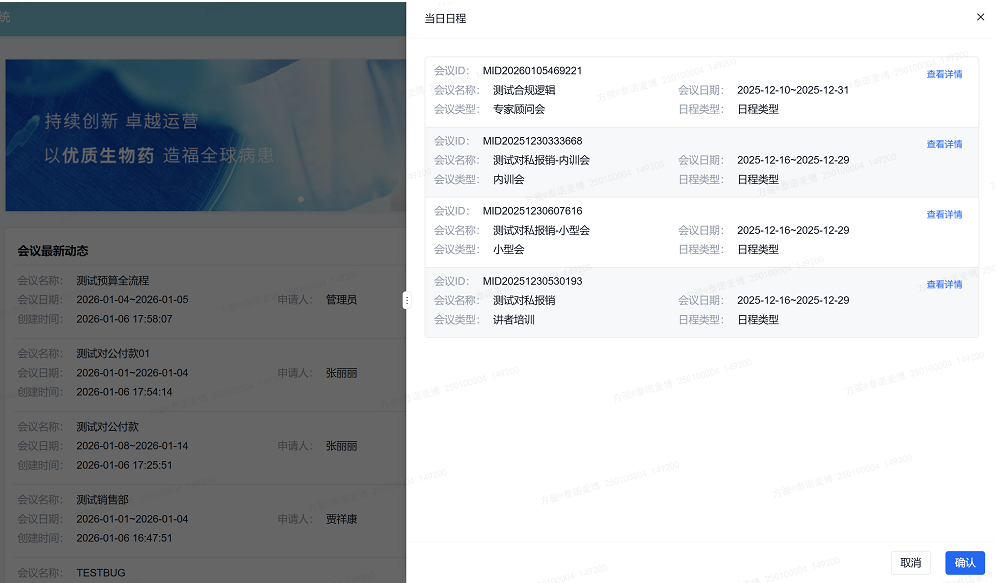 统
持续创新 卓越运营
以优质生物药 造福全球病患
会议最新动态
会议名称： 测试预算全流程
会议日期： 2026-01-04~2026-01-05 申请人： 管理员
创建时间： 2026-01-06 17:58:07
会议名称： 测试对公付款01
会议日期： 2026-01-01~2026-01-04 申请人： 张丽丽
创建时间： 2026-01-06 17:54:14
会议名称： 测试对公付款
会议日期： 2026-01-08~2026-01-14 申请人： 张丽丽
创建时间： 2026-01-06 17:25:51
会议名称： 测试销售部
会议日期： 2026-01-01~2026-01-04 申请人： 贾祥康
创建时间： 2026-01-06 16:47:51
会议名称： TESTBUG
当日日程
会议ID： MID20260105469221 查看详情
会议名称： 测试合规逻辑 会议日期： 2025-12-10~2025-12-31
会议类型： 专家顾问会 日程类型： 日程类型
会议ID： MID20251230333668 查看详情
会议名称： 测试对私报销-内训会 会议日期： 2025-12-16~2025-12-29
会议类型： 内训会 日程类型： 日程类型
会议ID： MID20251230607616 查看详情
会议名称： 测试对私报销-小型会 会议日期： 2025-12-16~2025-12-29
会议类型： 小型会 日程类型： 日程类型
会议ID： MID20251230530193 查看详情
会议名称： 测试对私报销 会议日期： 2025-12-16~2025-12-29
会议类型： 讲者培训 日程类型： 日程类型
取消 确认